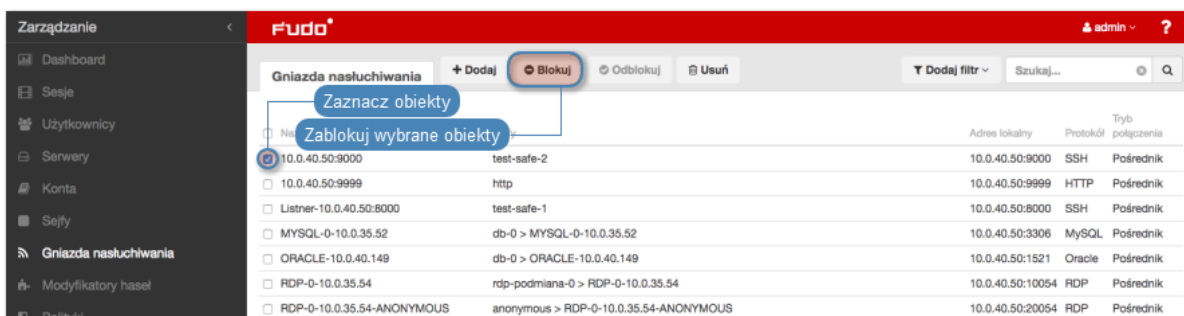 Zarządzanie
Fudo
admin
?
Dashboard
Sesje
Użytkownicy
Serwery
Konta
Sejfy
Gniazda nasłuchiwania
Modyfikatory haseł
Gniazda nasłuchiwania
+ Dodaj
Blokuj
Odblokuj
Usuń
Dodaj filtr
Szukaj...
Zaznacz obiekty
Zablokuj wybrane obiekty
Adres lokalny
Protokół
Tryb połączenia
10.0.40.50:9000 test-safe-2 10.0.40.50:9000 SSH Pośrednik
10.0.40.50:9999 http 10.0.40.50:9999 HTTP Pośrednik
Listner-10.0.40.50:8000 test-safe-1 10.0.40.50:8000 SSH Pośrednik
MYSQL-0-10.0.35.52 db-0 > MYSQL-0-10.0.35.52 10.0.40.50:3306 MySQL Pośrednik
ORACLE-10.0.40.149 db-0 > ORACLE-10.0.40.149 10.0.40.50:1521 Oracle Pośrednik
RDP-0-10.0.35.54 rdp-podmiana-0 > RDP-0-10.0.35.54 10.0.40.50:10054 RDP Pośrednik
RDP-0-10.0.35.54-ANONYMOUS anonymous > RDP-0-10.0.35.54-ANONYMOUS 10.0.40.50:20054 RDP Pośrednik